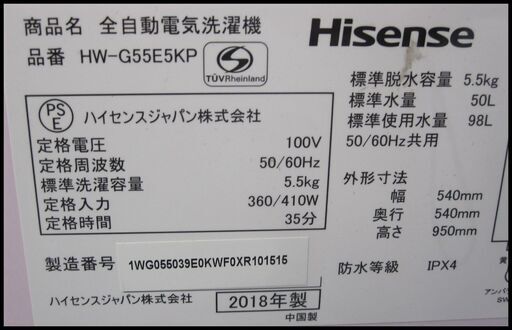 商品名 全自動電気洗濯機
品番 HW-G55E5KP
TÜVRheinland
Hisense
PS
E
ハイセンスジャパン株式会社
定格電圧 100V
定格周波数 50/60Hz
標準洗濯容量 5.5kg
定格入力 360/410W
定格時間 35分
標準脱水容量 5.5kg
標準水量 50L
標準使用水量 98L
50/60Hz共用
外形寸法
幅 540mm
奥行 540mm
高さ 950mm
製造番号 1WG055039E0KWF0XR101515
防水等級 IPX4
ハイセンスジャパン株式会社 2018年製
中国製
黄
アンバ
SW